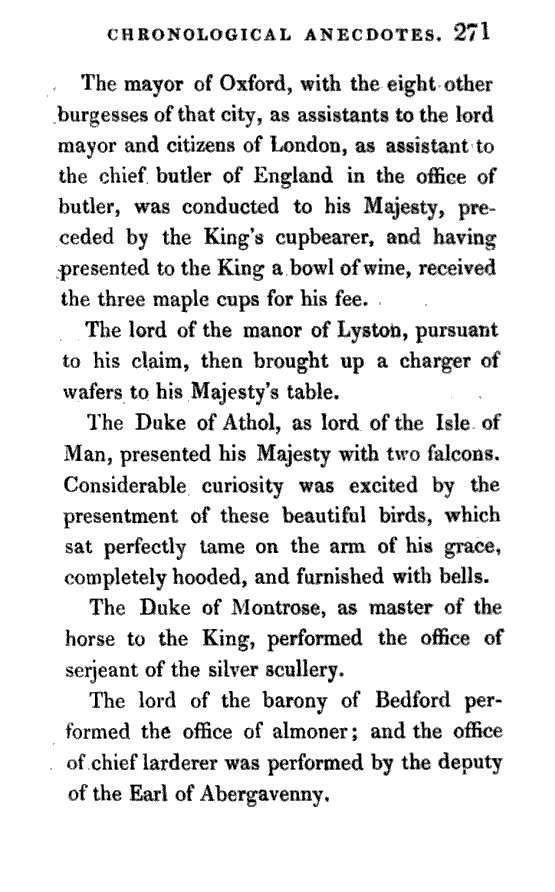 CHRONOLOGICAL ANECDOTES. 271
The mayor of Oxford, with the eight other
burgesses of that city, as assistants to the lord
mayor and citizens of London, as assistant to
the chief butler of England in the office of
butler, was conducted to his Majesty, pre-
ceded by the King's cupbearer, and having
presented to the King a bowl of wine, received
the three maple cups for his fee.
The lord of the manor of Lyston, pursuant
to his claim, then brought up a charger of
wafers to his Majesty's table.
The Duke of Athol, as lord of the Isle of
Man, presented his Majesty with two falcons.
Considerable curiosity was excited by the
presentment of these beautiful birds, which
sat perfectly tame on the arm of his grace,
completely hooded, and furnished with bells.
The Duke of Montrose, as master of the
horse to the King, performed the office of
serjeant of the silver scullery.
The lord of the barony of Bedford per-
formed the office of almoner; and the office
of chief larderer was performed by the deputy
of the Earl of Abergavenny.